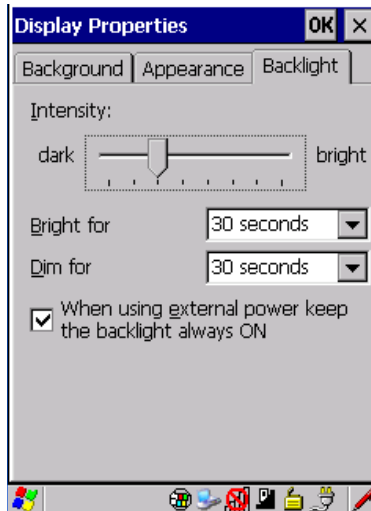 Display Properties OK ×
Background Appearance Backlight
Intensity:
dark bright
Bright for 30 seconds
Dim for 30 seconds
When using external power keep
the backlight always ON